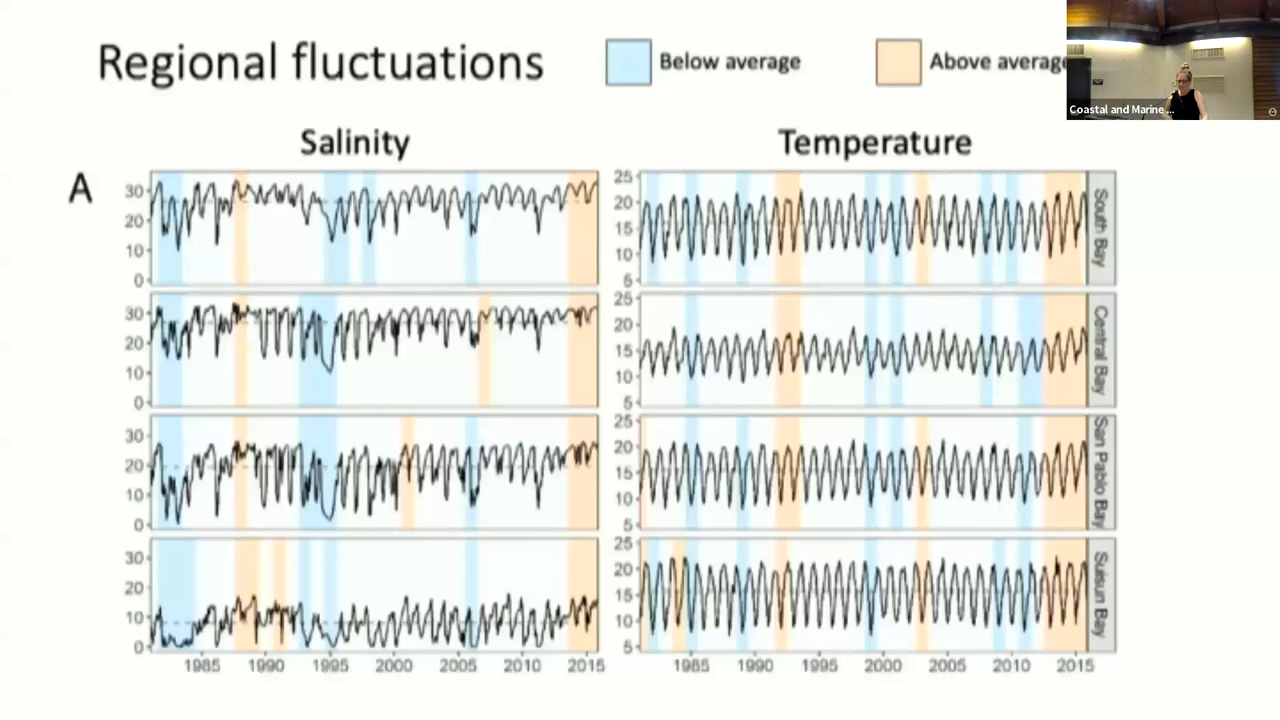 Regional fluctuations
Below average
Above average
Coastal and Marine ...
Salinity
Temperature
A
30
20
10
0
25
20
15
10
5
South Bay
30
20
10
0
25
20
15
10
5
Central Bay
30
20
10
0
25
20
15
10
5
San Pablo Bay
30
20
10
0
25
20
15
10
5
Suisun Bay
1985 1990 1995 2000 2005 2010 2015
1985 1990 1995 2000 2005 2010 2015